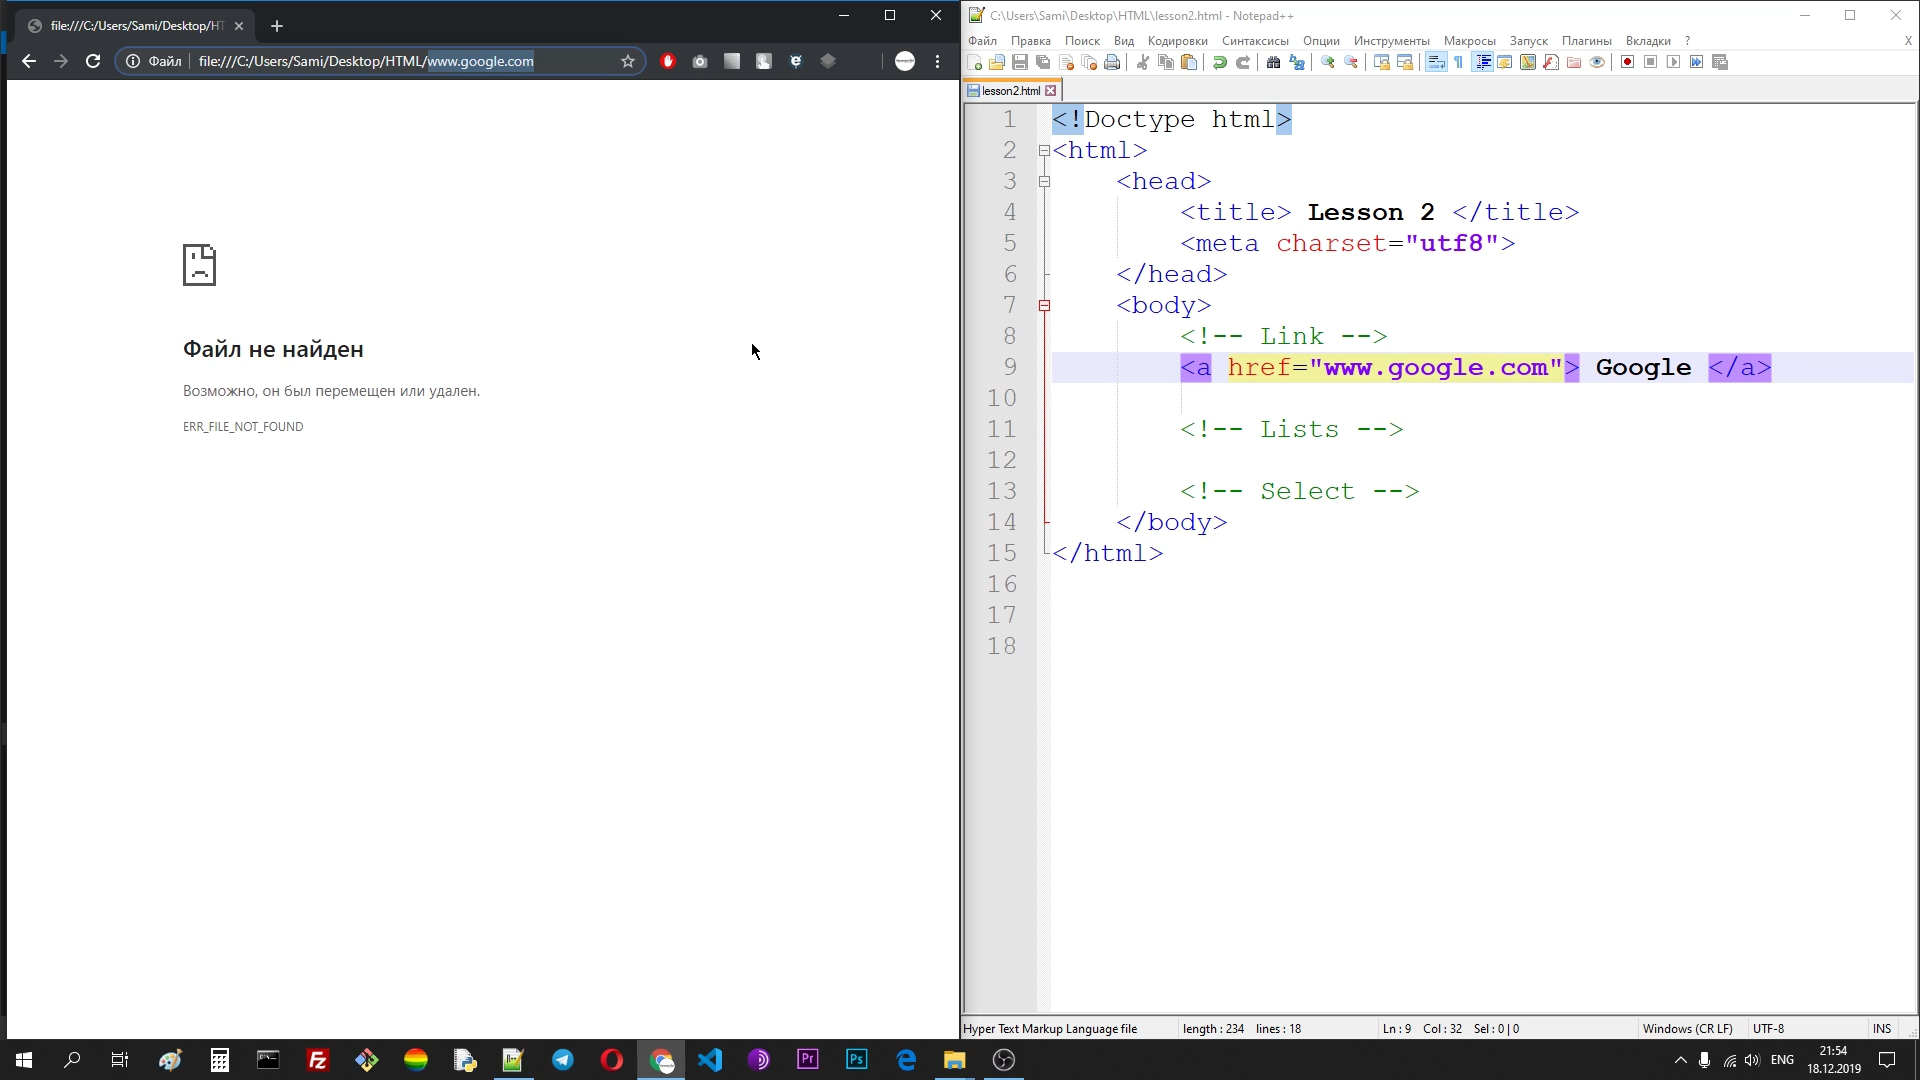 file:///C:/Users/Sami/Desktop/HT
Файл
file:///C:/Users/Sami/Desktop/HTML/www.google.com
Файл не найден
Возможно, он был перемещен или удален.
ERR_FILE_NOT_FOUND
C:\Users\Sami\Desktop\HTML\lesson2.html - Notepad++
Файл Правка Поиск Вид Кодировки Синтаксисы Опции Инструменты Макросы Запуск Плагины Вкладки ? X
lesson2.html
1 <!Doctype html>
2 <html>
3 <head>
4 <title> Lesson 2 </title>
5 <meta charset="utf8">
6 </head>
7 <body>
8 <!-- Link -->
9 <a href="www.google.com"> Google </a>
10
11 <!-- Lists -->
12
13 <!-- Select -->
14 </body>
15 </html>
16
17
18
Hyper Text Markup Language file length : 234 lines : 18 Ln : 9 Col : 32 Sel : 0 | 0 Windows (CR LF) UTF-8 INS
Fz Pr Ps ENG
21:54
18.12.2019